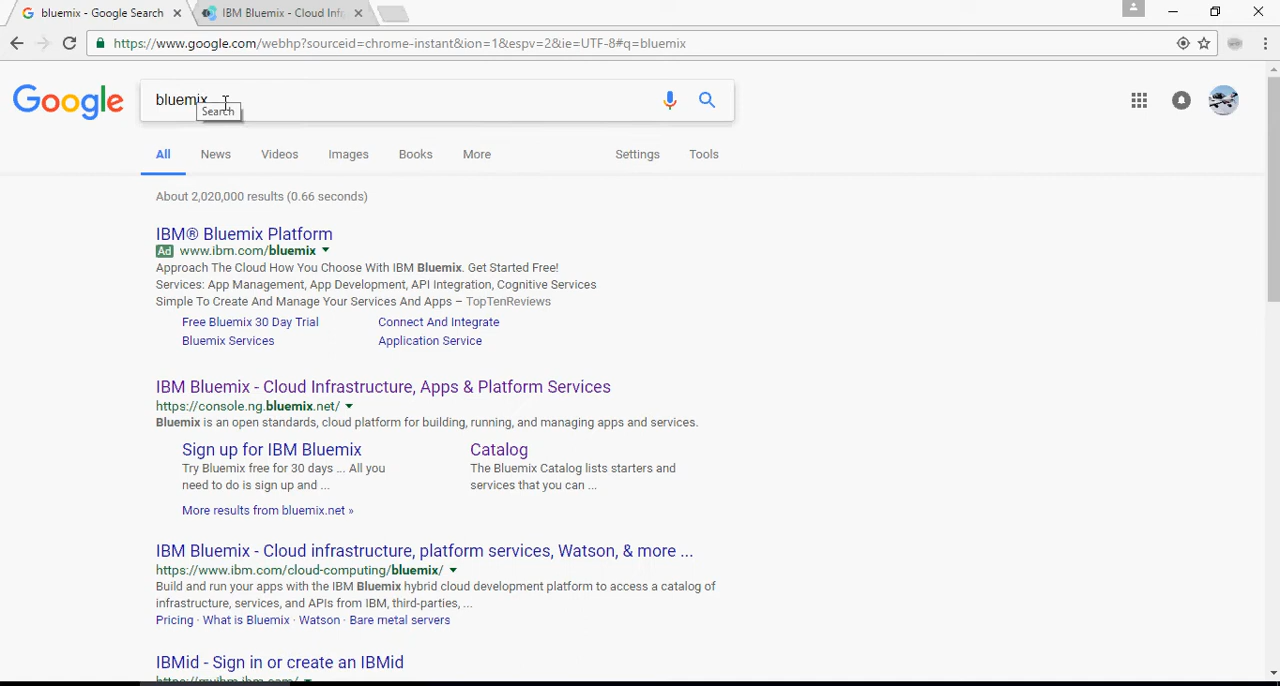 bluemix - Google Search
IBM Bluemix - Cloud Inf
https://www.google.com/webhp?sourceid=chrome-instant&ion=1&espv=2&ie=UTF-8#q=bluemix
Google
bluemix
Search
All News Videos Images Books More Settings Tools
About 2,020,000 results (0.66 seconds)
IBM® Bluemix Platform
Ad www.ibm.com/bluemix
Approach The Cloud How You Choose With IBM Bluemix. Get Started Free!
Services: App Management, App Development, API Integration, Cognitive Services
Simple To Create And Manage Your Services And Apps – TopTenReviews
Free Bluemix 30 Day Trial Connect And Integrate
Bluemix Services Application Service
IBM Bluemix - Cloud Infrastructure, Apps & Platform Services
https://console.ng.bluemix.net/
Bluemix is an open standards, cloud platform for building, running, and managing apps and services.
Sign up for IBM Bluemix
Try Bluemix free for 30 days ... All you
need to do is sign up and ...
Catalog
The Bluemix Catalog lists starters and
services that you can ...
More results from bluemix.net »
IBM Bluemix - Cloud infrastructure, platform services, Watson, & more ...
https://www.ibm.com/cloud-computing/bluemix/
Build and run your apps with the IBM Bluemix hybrid cloud development platform to access a catalog of
infrastructure, services, and APIs from IBM, third-parties, ...
Pricing · What is Bluemix · Watson · Bare metal servers
IBMid - Sign in or create an IBMid
https://myibm.ibm.com/